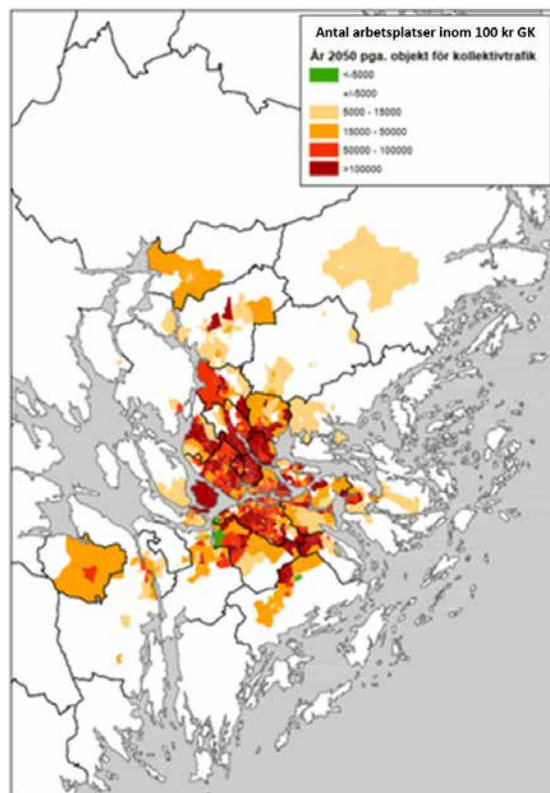 Antal arbetsplatser inom 100 kr GK
År 2050 pga. objekt för kollektivtrafik
<-5000
+/-5000
5000 - 15000
15000 - 50000
50000 - 100000
>100000